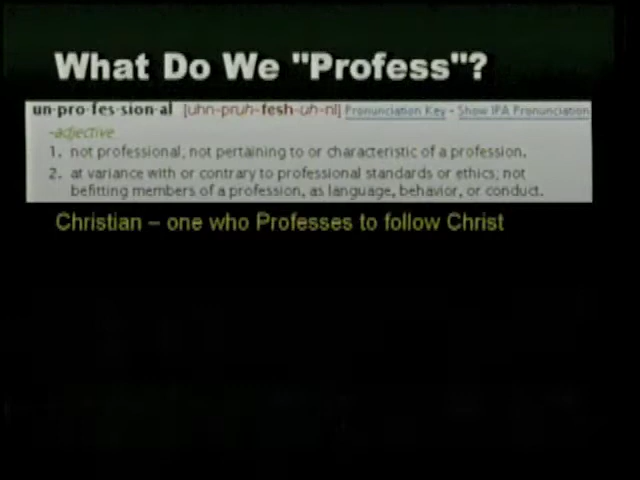 What Do We "Profess"?
un·pro·fes·sion·al [uhn-pruh-fesh-uh-nl] Pronunciation Key - Show IPA Pronunciation
-adjective
1. not professional; not pertaining to or characteristic of a profession.
2. at variance with or contrary to professional standards or ethics; not
befitting members of a profession, as language, behavior, or conduct.
Christian – one who Professes to follow Christ